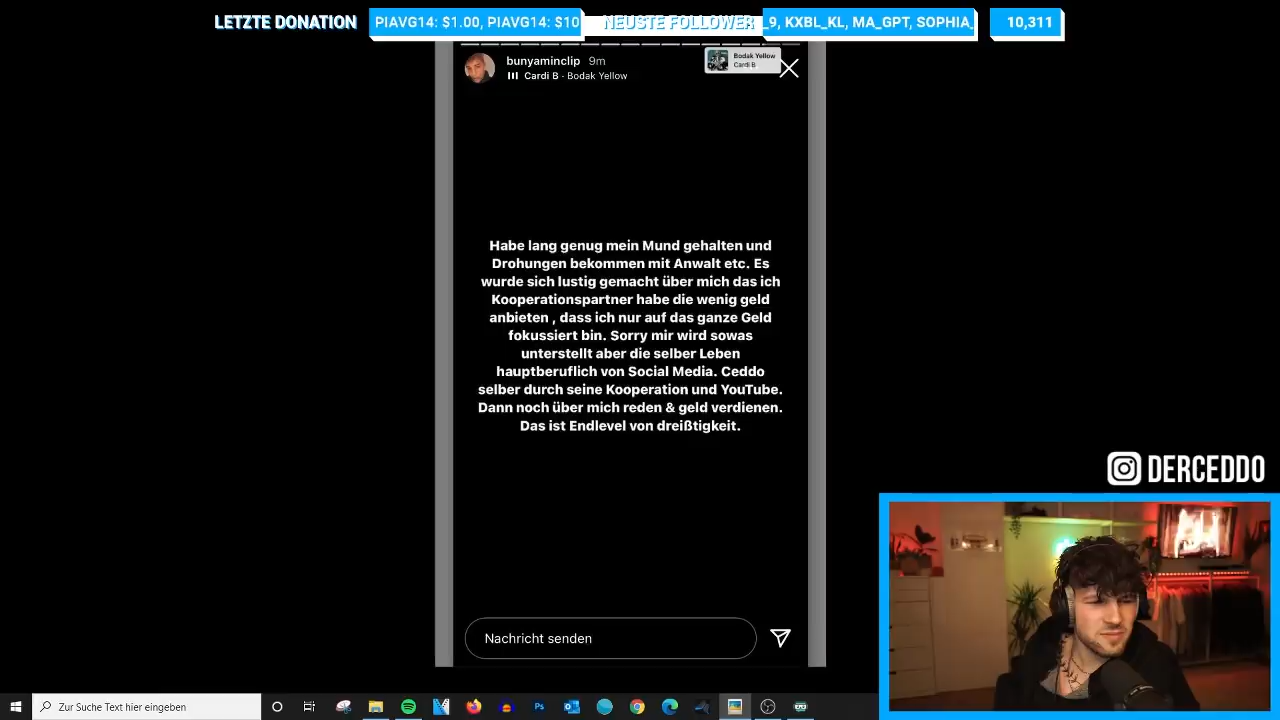 LETZTE DONATION
PIAVG14: $1.00, PIAVG14: $10
NEUSTE FOLLOWER
_9, KXBL_KL, MA_GPT, SOPHIA_
10,311
bunyaminclip 9m
Cardi B · Bodak Yellow
Bodak Yellow
Cardi B
Habe lang genug mein Mund gehalten und
Drohungen bekommen mit Anwalt etc. Es
wurde sich lustig gemacht über mich das ich
Kooperationspartner habe die wenig geld
anbieten , dass ich nur auf das ganze Geld
fokussiert bin. Sorry mir wird sowas
unterstellt aber die selber Leben
hauptberuflich von Social Media. Ceddo
selber durch seine Kooperation und YouTube.
Dann noch über mich reden & geld verdienen.
Das ist Endlevel von dreißtigkeit.
DERCEDDO
Nachricht senden
Zur Suche Text hier eingeben
Ps